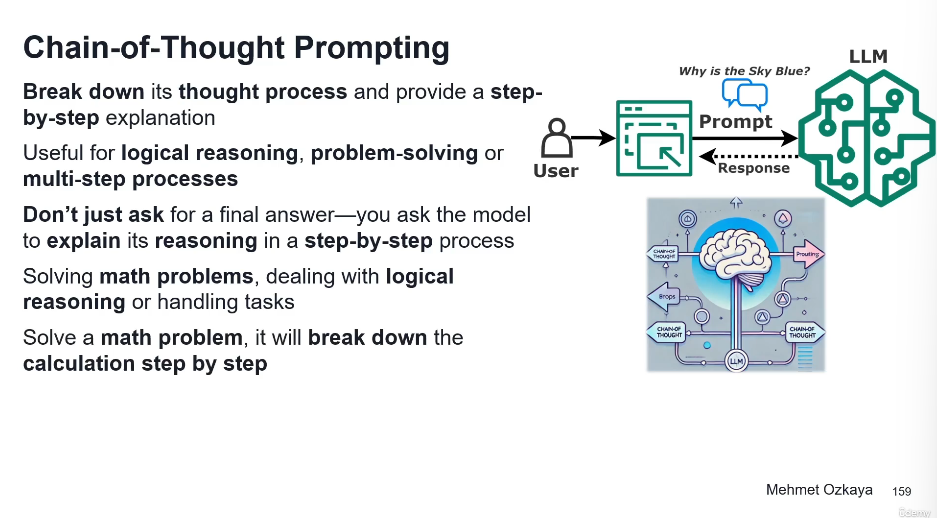 Chain-of-Thought Prompting
Break down its thought process and provide a step-
by-step explanation
Useful for logical reasoning, problem-solving or
multi-step processes
Don’t just ask for a final answer—you ask the model
to explain its reasoning in a step-by-step process
Solving math problems, dealing with logical
reasoning or handling tasks
Solve a math problem, it will break down the
calculation step by step
LLM
Why is the Sky Blue?
Prompt
User
Response
CHAIN-OF
THOUGHT
Prouting
Brops
CHAIN-OF
THOUGHT
CHAIN-OF
THOUGHT
LLM
Mehmet Ozkaya
159
Udemy